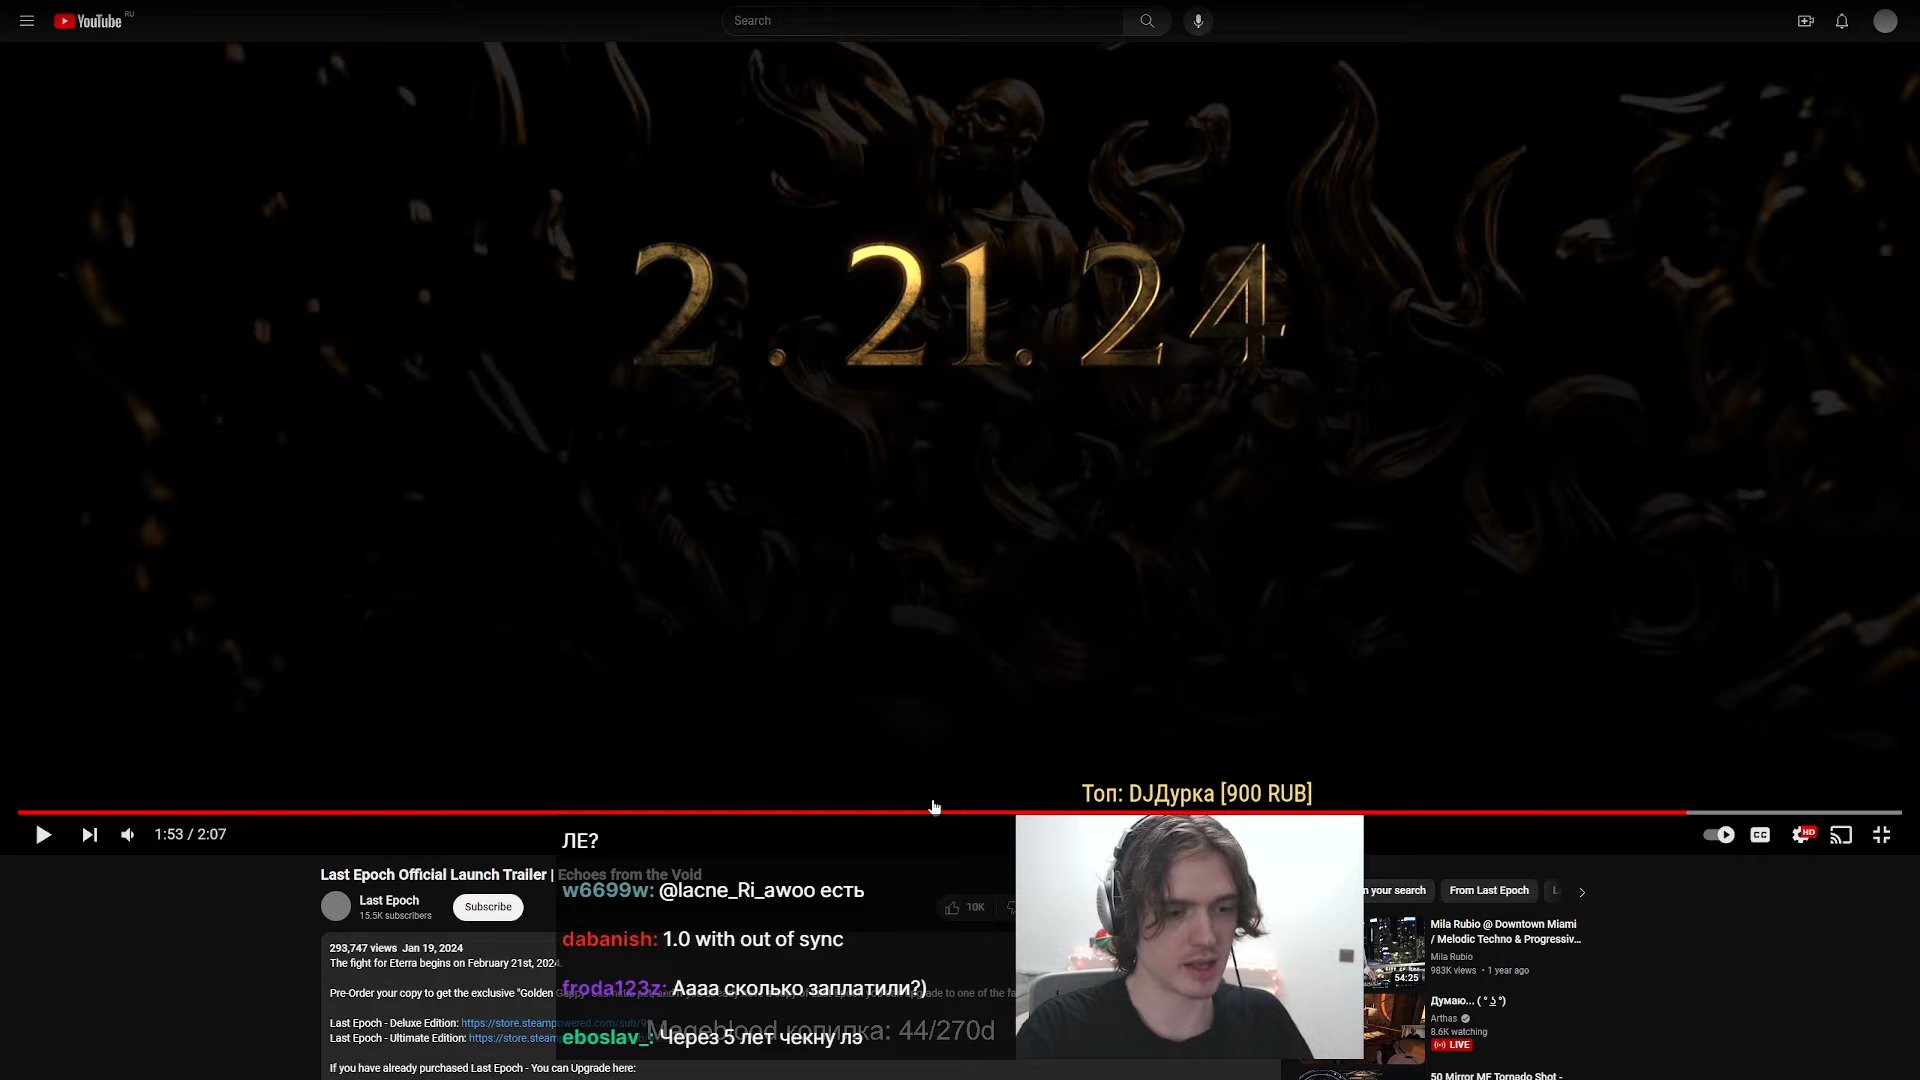 YouTube RU
Search
2.21.24
Топ: DJДурка [900 RUB]
1:53 / 2:07
CC
HD
ЛЕ?
Last Epoch Official Launch Trailer | Echoes from the Void
w6699w: @lacne_Ri_awoo есть
dabanish: 1.0 with out of sync
froda123z: Аааа сколько заплатили?)
eboslav_: Через 5 лет чекну лэ
Mageblood копилка: 44/270d
Last Epoch
15.5K subscribers
Subscribe
10K
293,747 views Jan 19, 2024
The fight for Eterra begins on February 21st, 2024.
Pre-Order your copy to get the exclusive "Golden
Last Epoch - Deluxe Edition: https://store.steampowered.com/sub/
Last Epoch - Ultimate Edition: https://store.steam
If you have already purchased Last Epoch - You can Upgrade here:
your search
From Last Epoch
Mila Rubio @ Downtown Miami
/ Melodic Techno & Progressiv...
Mila Rubio
983K views • 1 year ago
54:25
Думаю... ( ° ʖ °)
Arthas
8.6K watching
LIVE
50 Mirror MF Tornado Shot -